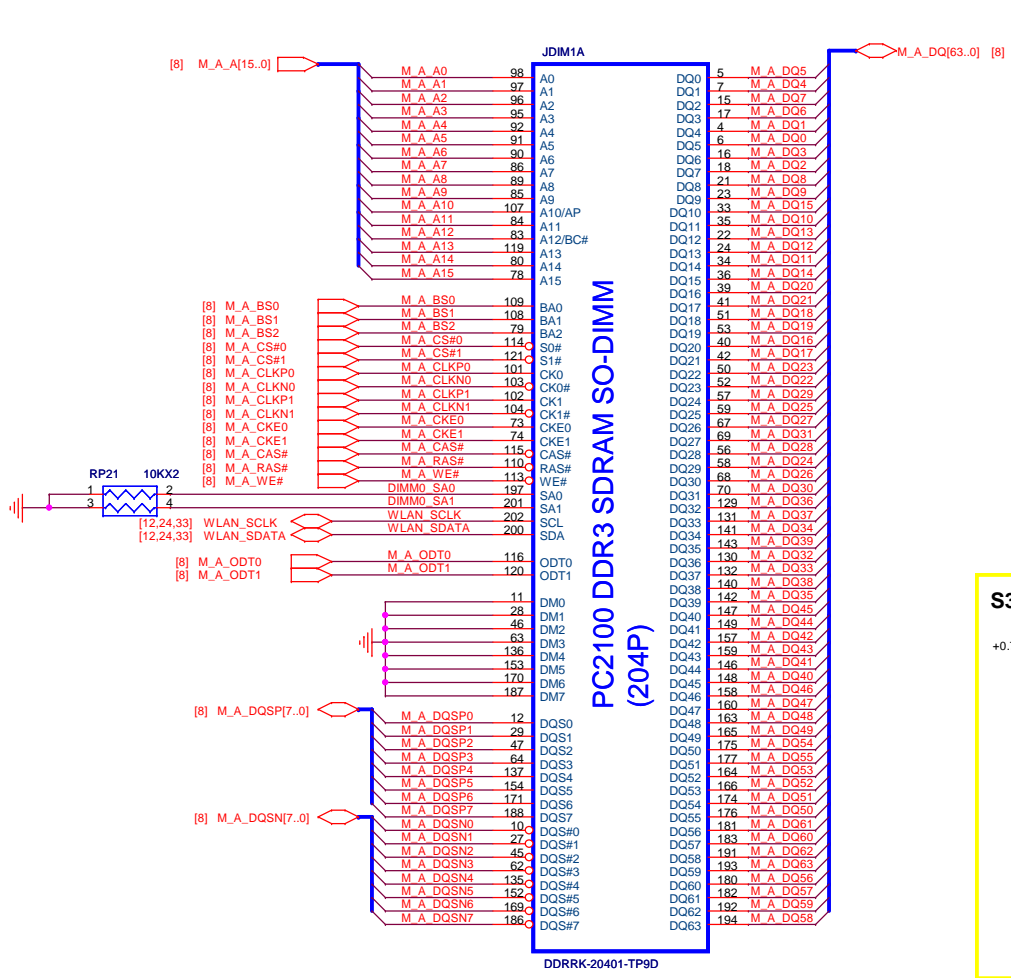 JDIM1A
[8] M_A_A[15..0]
M_A_DQ[63..0] [8]
M_A_A0 98 A0
M_A_A1 97 A1
M_A_A2 96 A2
M_A_A3 95 A3
M_A_A4 92 A4
M_A_A5 91 A5
M_A_A6 90 A6
M_A_A7 86 A7
M_A_A8 89 A8
M_A_A9 85 A9
M_A_A10 107 A10/AP
M_A_A11 84 A11
M_A_A12 83 A12/BC#
M_A_A13 119 A13
M_A_A14 80 A14
M_A_A15 78 A15
[8] M_A_BS0 M_A_BS0 109 BA0
[8] M_A_BS1 M_A_BS1 108 BA1
[8] M_A_BS2 M_A_BS2 79 BA2
[8] M_A_CS#0 M_A_CS#0 114 S0#
[8] M_A_CS#1 M_A_CS#1 121 S1#
[8] M_A_CLKP0 M_A_CLKP0 101 CK0
[8] M_A_CLKN0 M_A_CLKN0 103 CK0#
[8] M_A_CLKP1 M_A_CLKP1 102 CK1
[8] M_A_CLKN1 M_A_CLKN1 104 CK1#
[8] M_A_CKE0 M_A_CKE0 73 CKE0
[8] M_A_CKE1 M_A_CKE1 74 CKE1
[8] M_A_CAS# M_A_CAS# 115 CAS#
[8] M_A_RAS# M_A_RAS# 110 RAS#
[8] M_A_WE# M_A_WE# 113 WE#
RP21 10KX2
1 2 DIMM0_SA0 197 SA0
3 4 DIMM0_SA1 201 SA1
[12,24,33] WLAN_SCLK WLAN_SCLK 202 SCL
[12,24,33] WLAN_SDATA WLAN_SDATA 200 SDA
[8] M_A_ODT0 M_A_ODT0 116 ODT0
[8] M_A_ODT1 M_A_ODT1 120 ODT1
11 DM0
28 DM1
46 DM2
63 DM3
136 DM4
153 DM5
170 DM6
187 DM7
[8] M_A_DQSP[7..0]
M_A_DQSP0 12 DQS0
M_A_DQSP1 29 DQS1
M_A_DQSP2 47 DQS2
M_A_DQSP3 64 DQS3
M_A_DQSP4 137 DQS4
M_A_DQSP5 154 DQS5
M_A_DQSP6 171 DQS6
M_A_DQSP7 188 DQS7
[8] M_A_DQSN[7..0]
M_A_DQSN0 10 DQS#0
M_A_DQSN1 27 DQS#1
M_A_DQSN2 45 DQS#2
M_A_DQSN3 62 DQS#3
M_A_DQSN4 135 DQS#4
M_A_DQSN5 152 DQS#5
M_A_DQSN6 169 DQS#6
M_A_DQSN7 186 DQS#7
PC2100 DDR3 SDRAM SO-DIMM
(204P)
DQ0 5 M_A_DQ5
DQ1 7 M_A_DQ4
DQ2 15 M_A_DQ7
DQ3 17 M_A_DQ6
DQ4 4 M_A_DQ1
DQ5 6 M_A_DQ0
DQ6 16 M_A_DQ3
DQ7 18 M_A_DQ2
DQ8 21 M_A_DQ8
DQ9 23 M_A_DQ9
DQ10 33 M_A_DQ15
DQ11 35 M_A_DQ10
DQ12 22 M_A_DQ13
DQ13 24 M_A_DQ12
DQ14 34 M_A_DQ11
DQ15 36 M_A_DQ14
DQ16 39 M_A_DQ20
DQ17 41 M_A_DQ21
DQ18 51 M_A_DQ18
DQ19 53 M_A_DQ19
DQ20 40 M_A_DQ16
DQ21 42 M_A_DQ17
DQ22 50 M_A_DQ23
DQ23 52 M_A_DQ22
DQ24 57 M_A_DQ29
DQ25 59 M_A_DQ25
DQ26 67 M_A_DQ27
DQ27 69 M_A_DQ31
DQ28 56 M_A_DQ28
DQ29 58 M_A_DQ24
DQ30 68 M_A_DQ26
DQ31 70 M_A_DQ30
DQ32 129 M_A_DQ36
DQ33 131 M_A_DQ37
DQ34 141 M_A_DQ34
DQ35 143 M_A_DQ39
DQ36 130 M_A_DQ32
DQ37 132 M_A_DQ33
DQ38 140 M_A_DQ38
DQ39 142 M_A_DQ35
DQ40 147 M_A_DQ45
DQ41 149 M_A_DQ44
DQ42 157 M_A_DQ42
DQ43 159 M_A_DQ43
DQ44 146 M_A_DQ41
DQ45 148 M_A_DQ40
DQ46 158 M_A_DQ46
DQ47 160 M_A_DQ47
DQ48 163 M_A_DQ48
DQ49 165 M_A_DQ49
DQ50 175 M_A_DQ54
DQ51 177 M_A_DQ55
DQ52 164 M_A_DQ53
DQ53 166 M_A_DQ52
DQ54 174 M_A_DQ51
DQ55 176 M_A_DQ50
DQ56 181 M_A_DQ61
DQ57 183 M_A_DQ60
DQ58 191 M_A_DQ62
DQ59 193 M_A_DQ63
DQ60 180 M_A_DQ56
DQ61 182 M_A_DQ57
DQ62 192 M_A_DQ59
DQ63 194 M_A_DQ58
DDRRK-20401-TP9D
S3